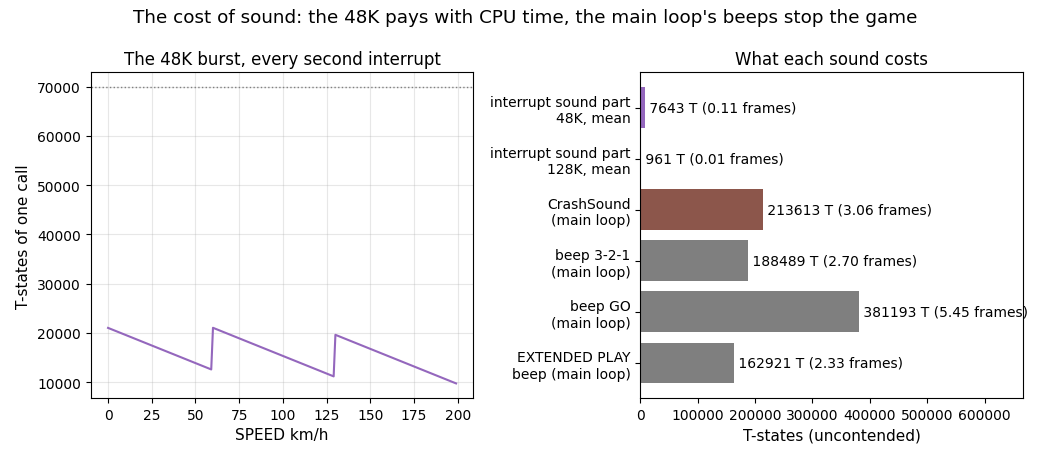 The cost of sound: the 48K pays with CPU time, the main loop's beeps stop the game
The 48K burst, every second interrupt
T-states of one call
70000
60000
50000
40000
30000
20000
10000
0
25
50
75
100
125
150
175
200
SPEED km/h
What each sound costs
interrupt sound part
48K, mean
7643 T (0.11 frames)
interrupt sound part
128K, mean
961 T (0.01 frames)
CrashSound
(main loop)
213613 T (3.06 frames)
beep 3-2-1
(main loop)
188489 T (2.70 frames)
beep GO
(main loop)
381193 T (5.45 frames)
EXTENDED PLAY
beep (main loop)
162921 T (2.33 frames)
0
100000
200000
300000
400000
500000
600000
T-states (uncontended)